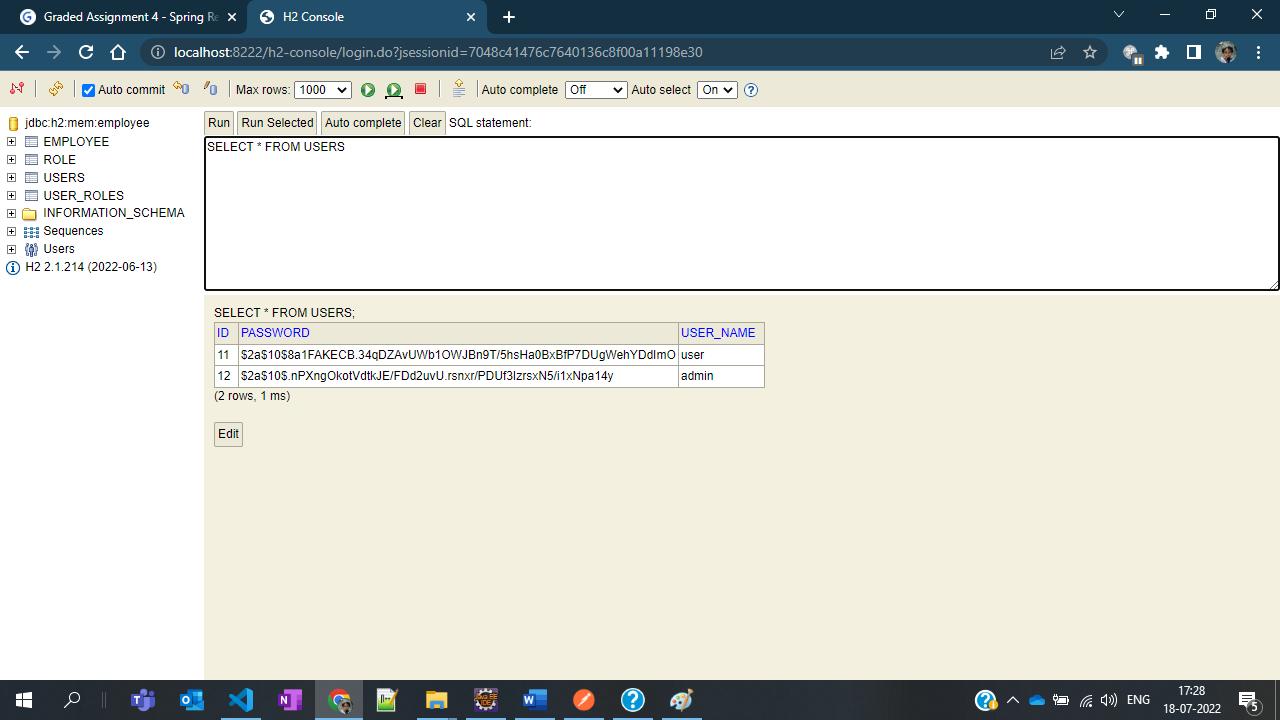 Graded Assignment 4 - Spring Re
H2 Console
localhost:8222/h2-console/login.do?jsessionid=7048c41476c7640136c8f00a11198e30
Auto commit
Max rows: 1000
Auto complete Off
Auto select On
jdbc:h2:mem:employee
EMPLOYEE
ROLE
USERS
USER_ROLES
INFORMATION_SCHEMA
Sequences
Users
H2 2.1.214 (2022-06-13)
Run Run Selected Auto complete Clear SQL statement:
SELECT * FROM USERS
SELECT * FROM USERS;
ID PASSWORD USER_NAME
11 $2a$10$8a1FAKECB.34qDZAvUWb1OWJBn9T/5hsHa0BxBfP7DUgWehYDdlmO user
12 $2a$10$.nPXngOkotVdtkJE/FDd2uvU.rsnxr/PDUf3lzrsxN5/i1xNpa14y admin
(2 rows, 1 ms)
Edit
ENG
17:28
18-07-2022
5